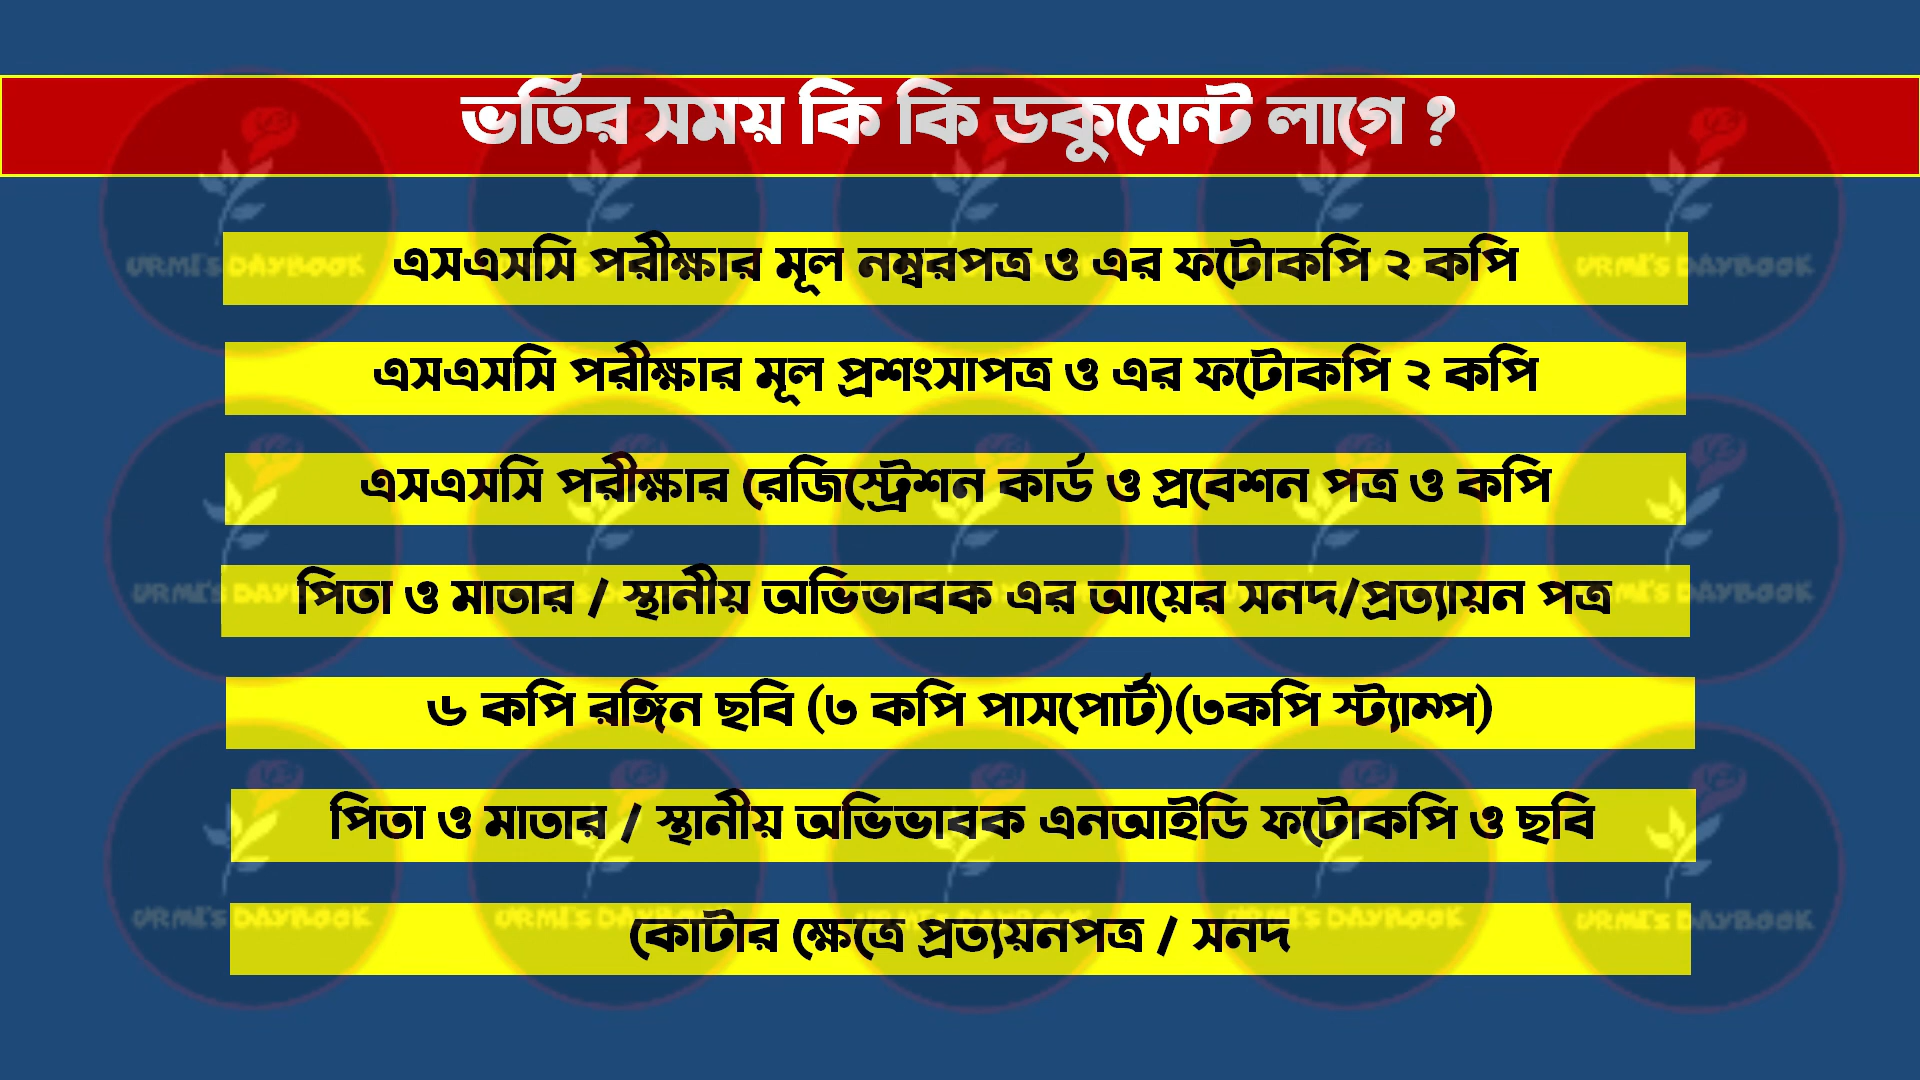 ভর্তির সময় কি কি ডকুমেন্ট লাগে ?
এসএসসি পরীক্ষার মূল নম্বরপত্র ও এর ফটোকপি ২ কপি
এসএসসি পরীক্ষার মূল প্রশংসাপত্র ও এর ফটোকপি ২ কপি
এসএসসি পরীক্ষার রেজিস্ট্রেশন কার্ড ও প্রবেশন পত্র ও কপি
পিতা ও মাতার / স্থানীয় অভিভাবক এর আয়ের সনদ/প্রত্যায়ন পত্র
৬ কপি রঙ্গিন ছবি (৩ কপি পাসপোর্ট)(৩কপি স্ট্যাম্প)
পিতা ও মাতার / স্থানীয় অভিভাবক এনআইডি ফটোকপি ও ছবি
কোটার ক্ষেত্রে প্রত্যয়নপত্র / সনদ
URMI'S DAYBOOK